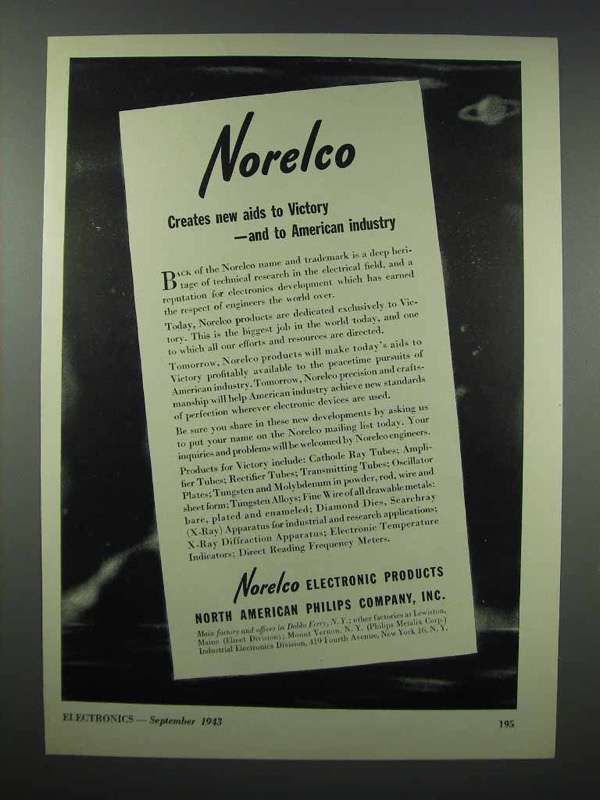 Norelco
Creates new aids to Victory
—and to American industry
BACK of the Norelco name and trademark is a deep heri-
tage of technical research in the electrical field, and a
reputation for electronics development which has earned
the respect of engineers the world over.
Today, Norelco products are dedicated exclusively to Vic-
tory. This is the biggest job in the world today, and one
to which all our efforts and resources are directed.
Tomorrow, Norelco products will make today's aids to
Victory profitably available to the peacetime pursuits of
American industry. Tomorrow, Norelco precision and crafts-
manship will help American industry achieve new standards
of perfection wherever electronic devices are used.
Be sure you share in these new developments by asking us
to put your name on the Norelco mailing list today. Your
inquiries and problems will be welcomed by Norelco engineers.
Products for Victory include: Cathode Ray Tubes; Ampli-
fier Tubes; Rectifier Tubes; Transmitting Tubes; Oscillator
Plates; Tungsten and Molybdenum in powder, rod, wire and
sheet form; Tungsten Alloys; Fine Wire of all drawable metals:
bare, plated and enameled; Diamond Dies, Searchray
(X-Ray) Apparatus for industrial and research applications;
X-Ray Diffraction Apparatus; Electronic Temperature
Indicators; Direct Reading Frequency Meters.
Norelco ELECTRONIC PRODUCTS
NORTH AMERICAN PHILIPS COMPANY, INC.
Main factory and offices in Dobbs Ferry, N. Y.; other factories at Lewiston,
Maine (Elmet Division); Mount Vernon, N. Y. (Philips Metalix Corp.)
Industrial Electronics Division, 419 Fourth Avenue, New York 16, N. Y.
ELECTRONICS — September 1943
195